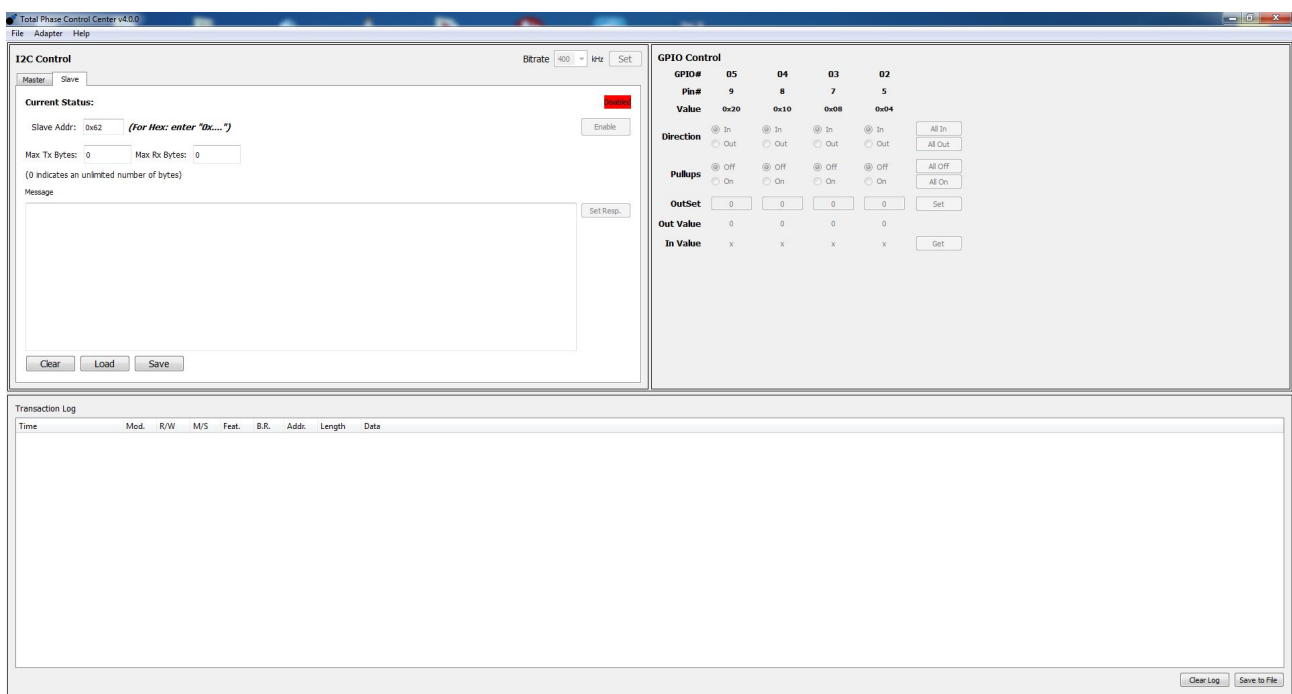 Total Phase Control Center v4.0.0
File Adapter Help
I2C Control
Bitrate 400 kHz Set
Master Slave
Current Status:
Disabled
Slave Addr: 0x62 (For Hex: enter "0x....")
Enable
Max Tx Bytes: 0 Max Rx Bytes: 0
(0 indicates an unlimited number of bytes)
Message
Set Resp.
Clear Load Save
GPIO Control
GPIO# 05 04 03 02
Pin# 9 8 7 5
Value 0x20 0x10 0x08 0x04
Direction
In In In In All In
Out Out Out Out All Out
Pullups
Off Off Off Off All Off
On On On On All On
OutSet 0 0 0 0 Set
Out Value 0 0 0 0
In Value x x x x Get
Transaction Log
Time Mod. R/W M/S Feat. B.R. Addr. Length Data
Clear Log Save to File